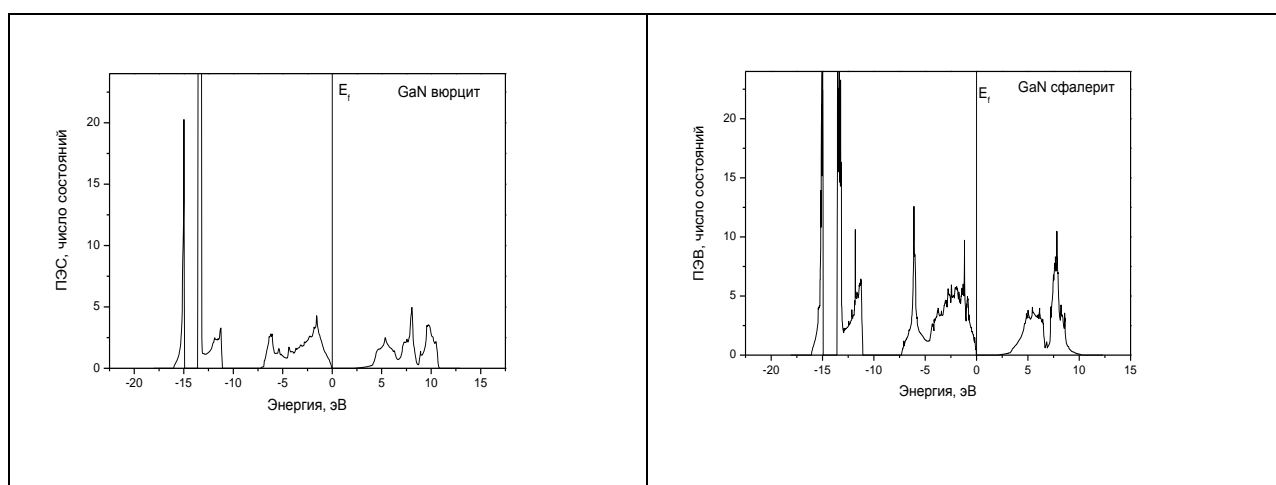 E_f
GaN вюрцит
20
15
10
5
0
ПЭС, число состояний
-20 -15 -10 -5 0 5 10 15
Энергия, эВ
E_f
GaN сфалерит
20
15
10
5
0
ПЭВ, число состояний
-20 -15 -10 -5 0 5 10 15
Энергия, эВ